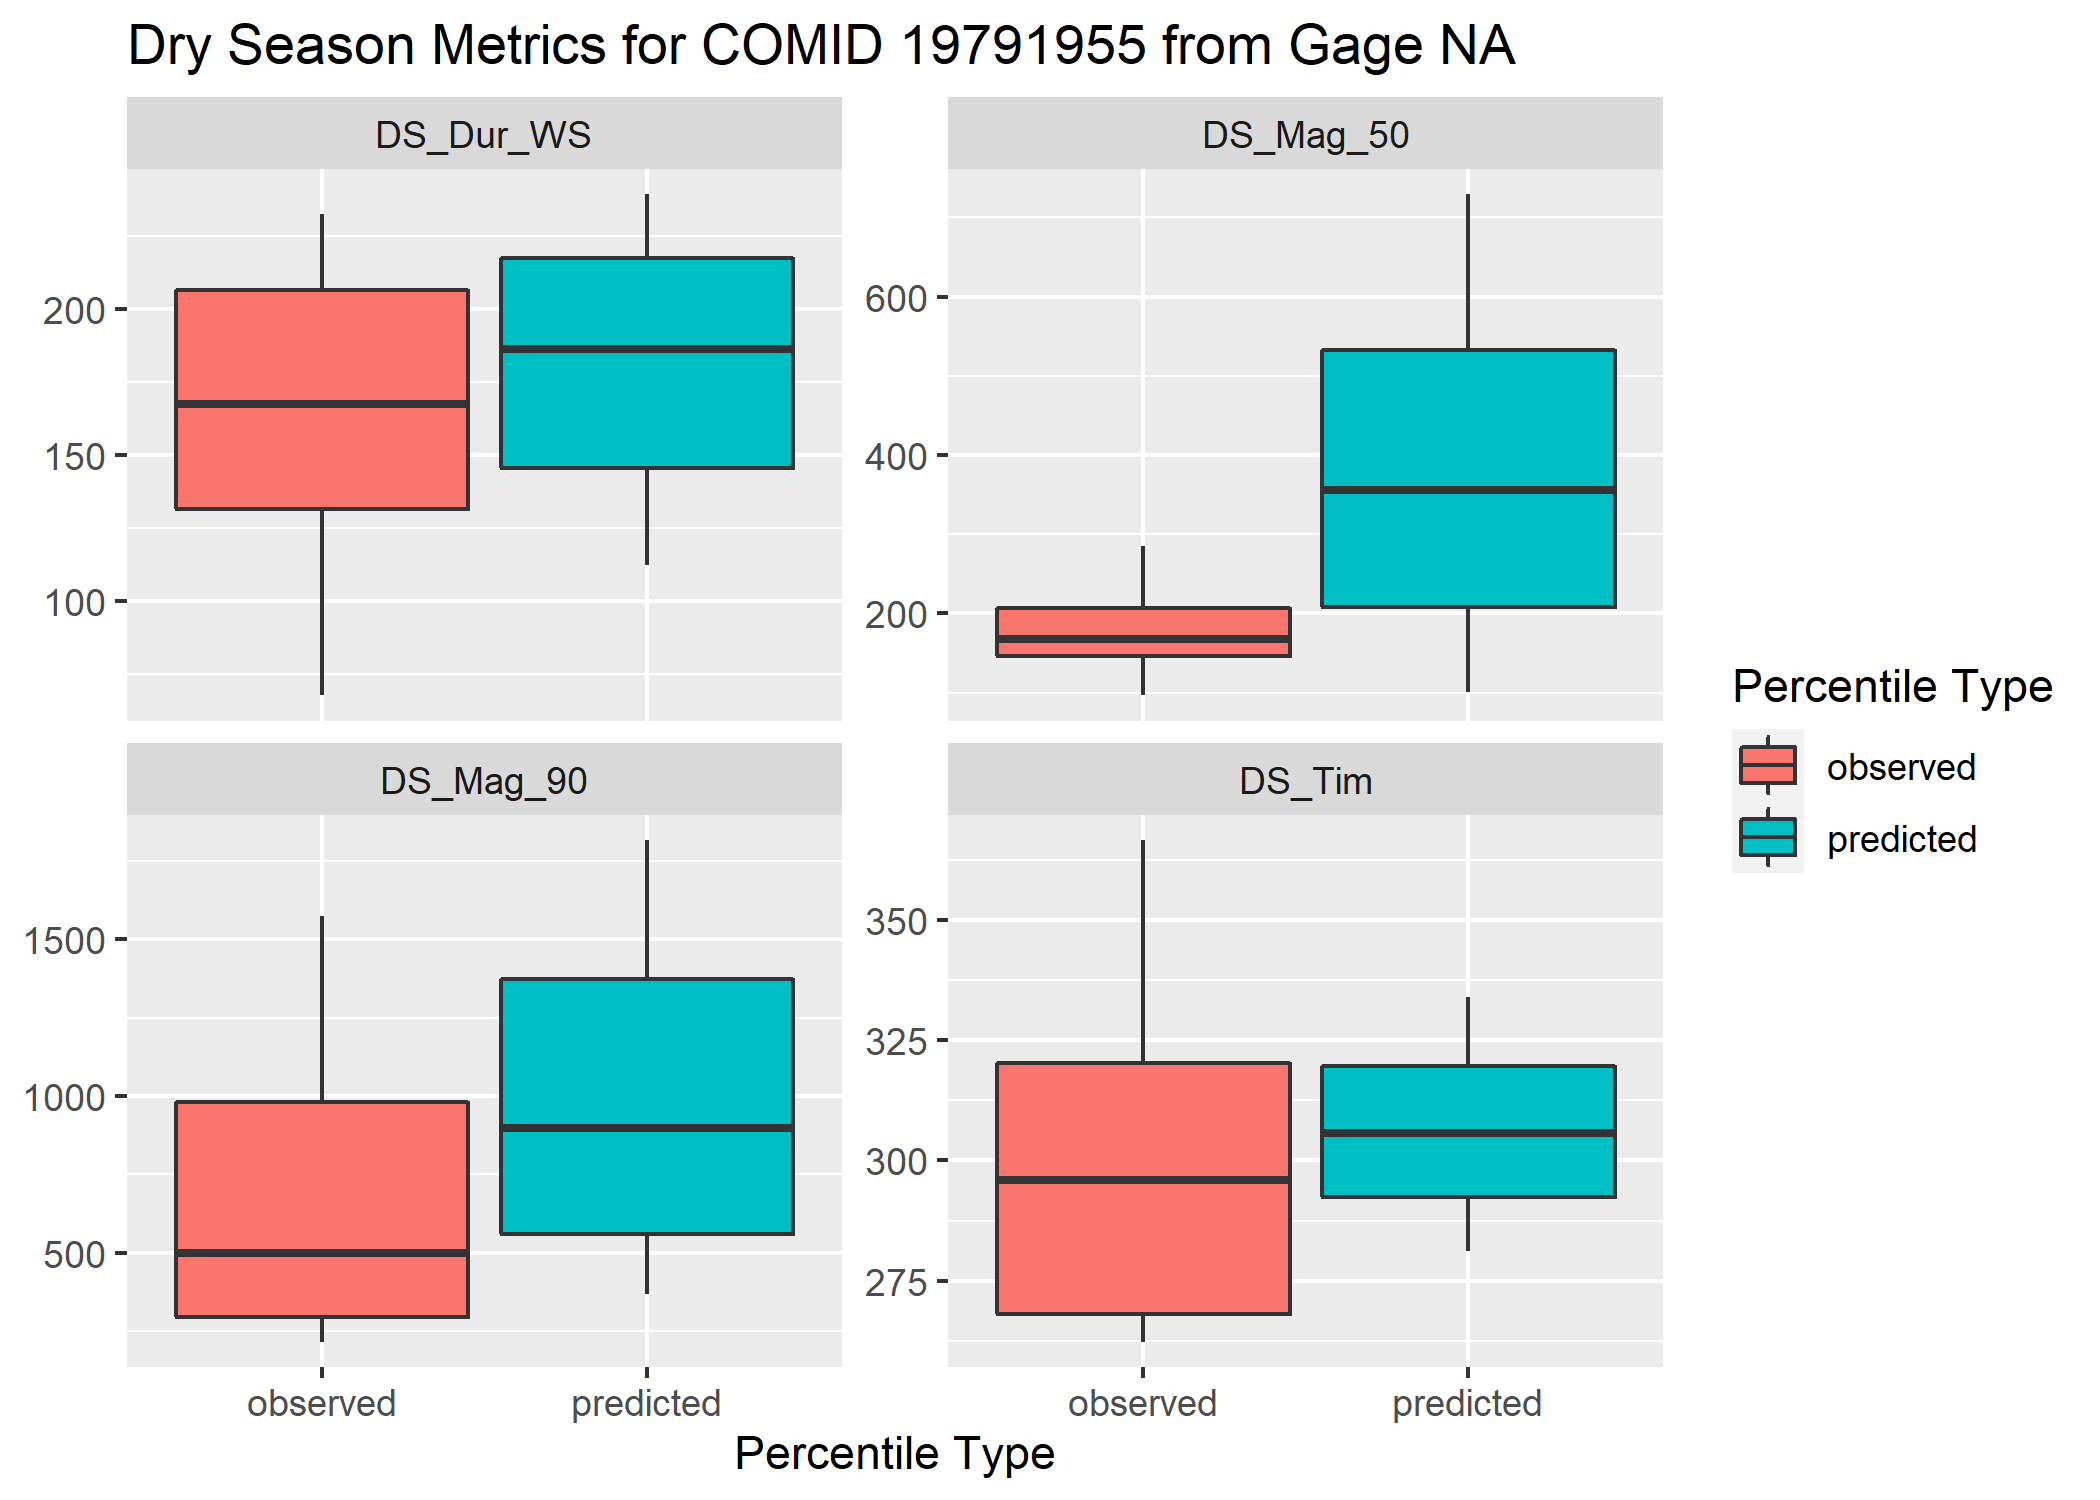 Dry Season Metrics for COMID 19791955 from Gage NA
DS_Dur_WS
DS_Mag_50
200
150
100
600
400
200
DS_Mag_90
DS_Tim
1500
1000
500
350
325
300
275
observed
predicted
observed
predicted
Percentile Type
Percentile Type
observed
predicted